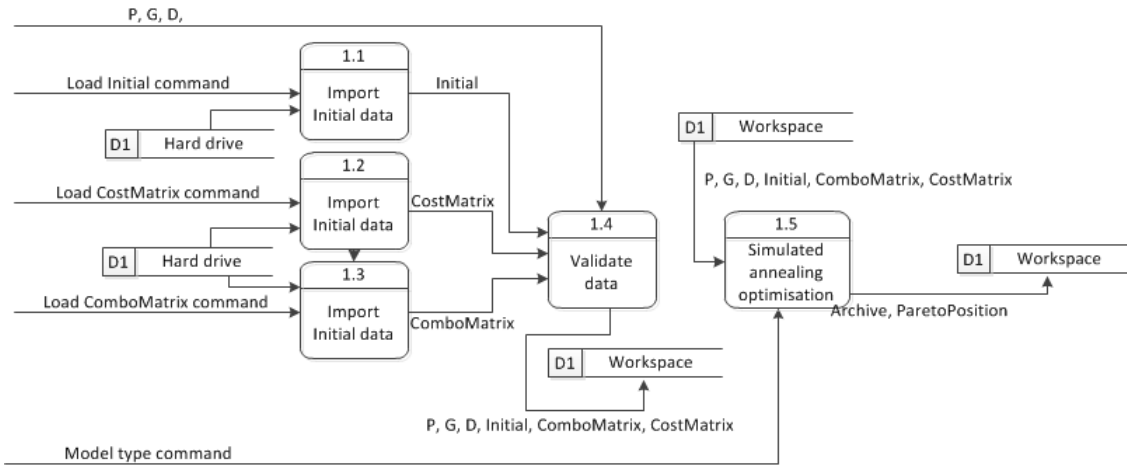 P, G, D,
1.1
Import
Initial data
Load Initial command
Initial
D1 Hard drive
1.2
Import
Initial data
Load CostMatrix command
CostMatrix
D1 Hard drive
1.3
Import
Initial data
Load ComboMatrix command
ComboMatrix
1.4
Validate
data
D1 Workspace
P, G, D, Initial, ComboMatrix, CostMatrix
D1 Workspace
P, G, D, Initial, ComboMatrix, CostMatrix
1.5
Simulated
annealing
optimisation
D1 Workspace
Archive, ParetoPosition
Model type command